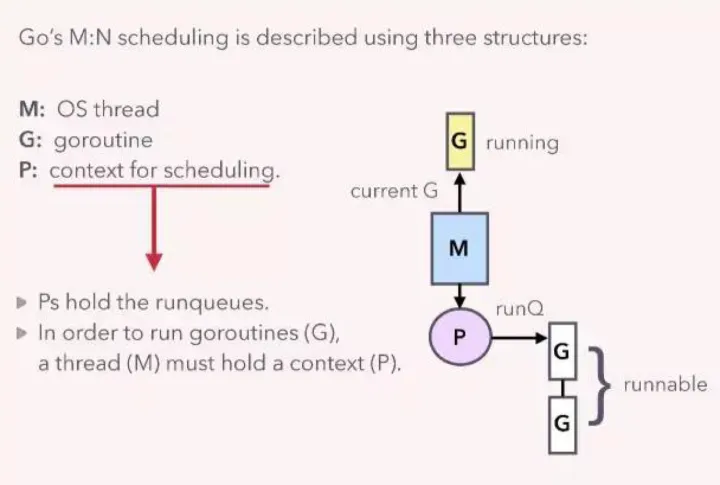 Go's M:N scheduling is described using three structures:
M: OS thread
G: goroutine
P: context for scheduling.
▶ Ps hold the runqueues.
▶ In order to run goroutines (G),
a thread (M) must hold a context (P).
G running
current G
M
runQ
P
G
runnable
G